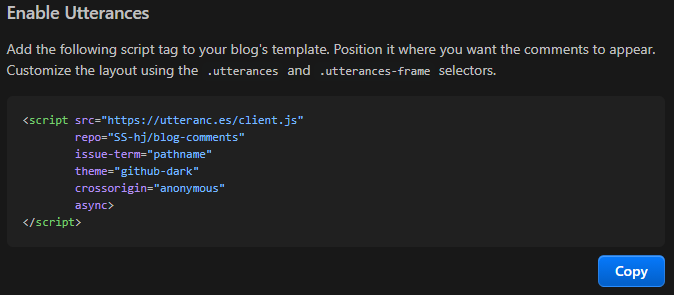 Enable Utterances
Add the following script tag to your blog's template. Position it where you want the comments to appear.
Customize the layout using the .utterances and .utterances-frame selectors.
<script src="https://utteranc.es/client.js"
        repo="SS-hj/blog-comments"
        issue-term="pathname"
        theme="github-dark"
        crossorigin="anonymous"
        async>
</script>
Copy